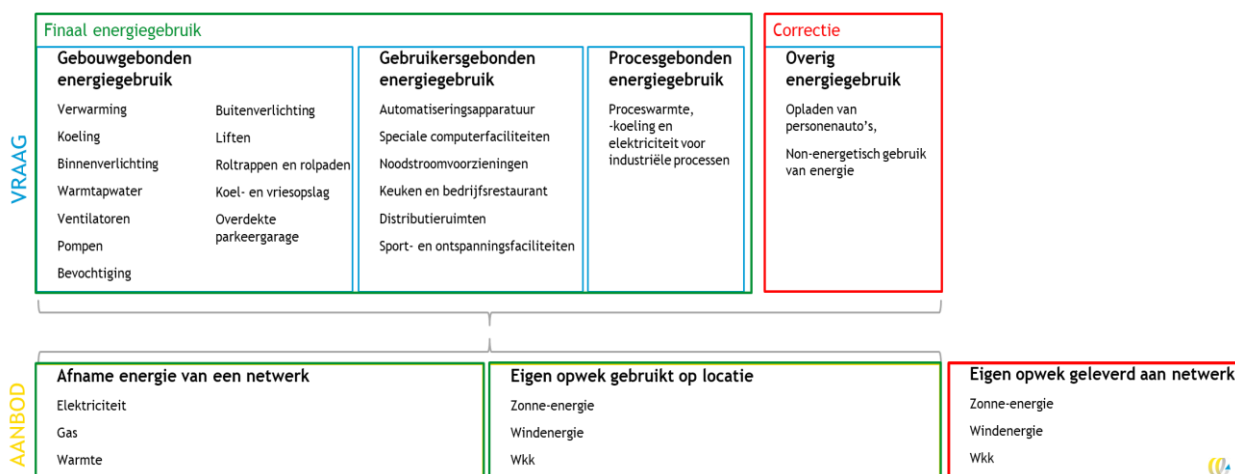 Finaal energiegebruik
Correctie
VRAAG
Gebouwgebonden
energiegebruik
Verwarming
Koeling
Binnenverlichting
Warmtapwater
Ventilatoren
Pompen
Bevochtiging
Buitenverlichting
Liften
Roltrappen en rolpaden
Koel- en vriesopslag
Overdekte
parkeergarage
Gebruikersgebonden
energiegebruik
Automatiseringsapparatuur
Speciale computerfaciliteiten
Noodstroomvoorzieningen
Keuken en bedrijfsrestaurant
Distributieruimten
Sport- en ontspanningsfaciliteiten
Procesgebonden
energiegebruik
Proceswarmte,
-koeling en
elektriciteit voor
industriële processen
Overig
energiegebruik
Opladen van
personenauto's,
Non-energetisch gebruik
van energie
AANBOD
Afname energie van een netwerk
Elektriciteit
Gas
Warmte
Eigen opwek gebruikt op locatie
Zonne-energie
Windenergie
Wkk
Eigen opwek geleverd aan netwerk
Zonne-energie
Windenergie
Wkk